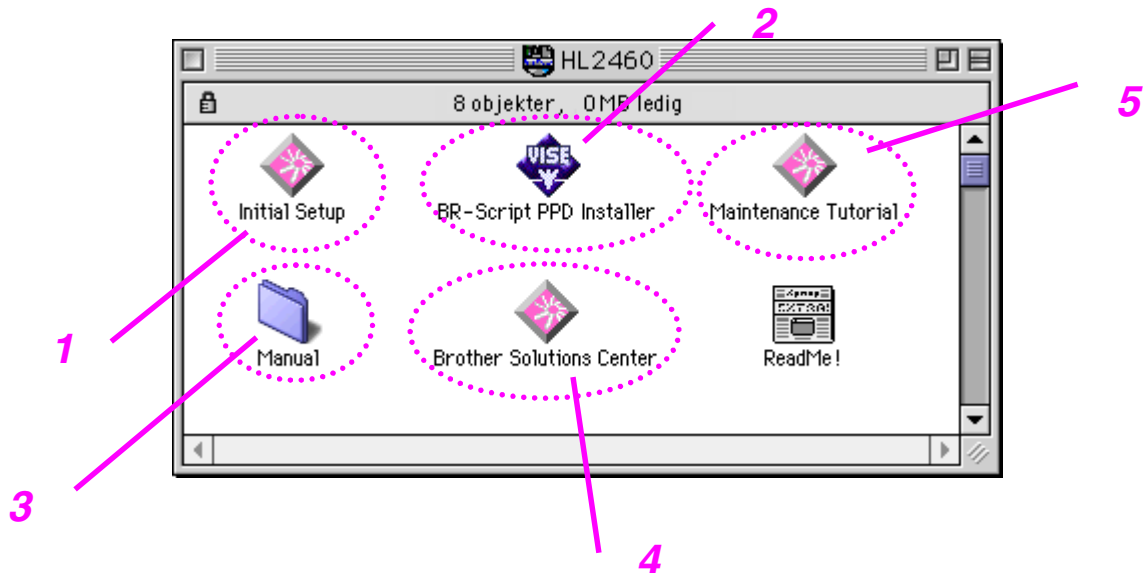 2
HL2460
5
8 objekter, 0 MB ledig
Initial Setup
BR-Script PPD Installer
VISE
Maintenance Tutorial
1
Manual
Brother Solutions Center
ReadMe!
3
4